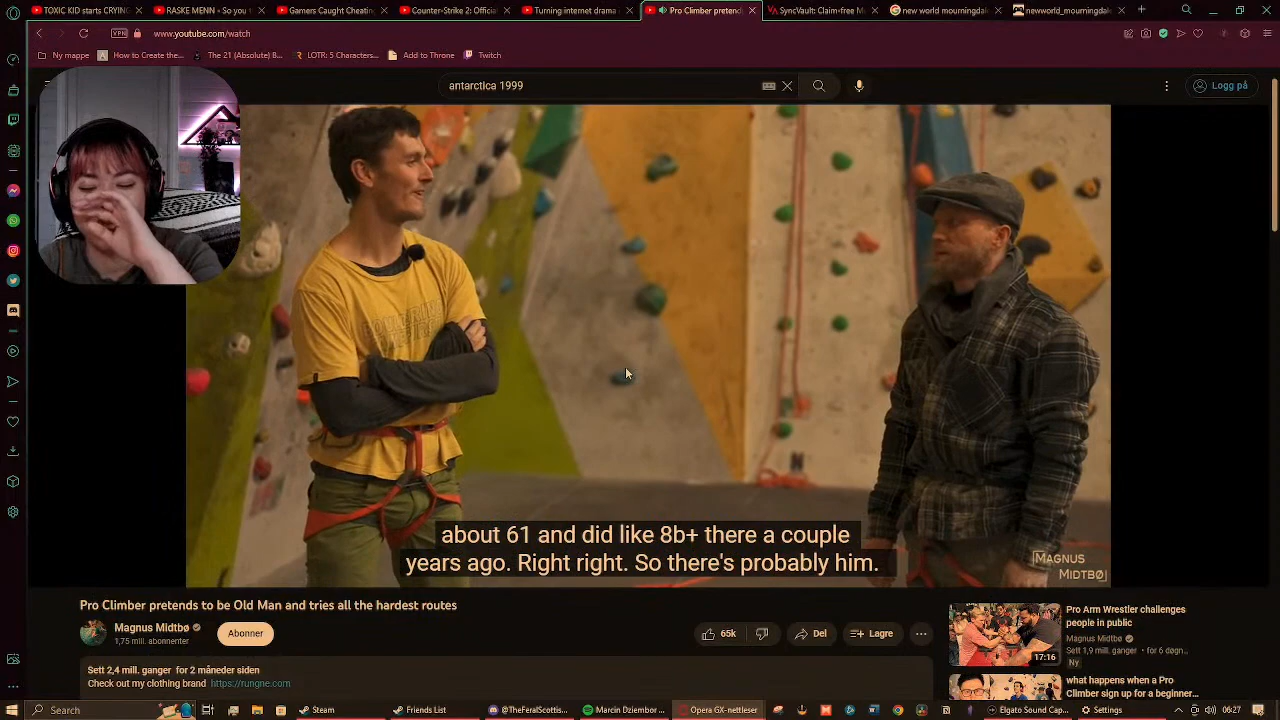 TOXIC KID starts CRYING
RASKE MENN • So you t
Gamers Caught Cheating
Counter-Strike 2: Official
Turning internet drama i
Pro Climber pretend
SyncVault: Claim-free M
new world mourningdal
newworld_mourningdal
VPN
www.youtube.com/watch
Ny mappe
How to Create the...
The 21 (Absolute) B...
LOTR: 5 Characters...
Add to Throne
Twitch
antarctica 1999
Logg på
about 61 and did like 8b+ there a couple
years ago. Right right. So there's probably him.
MAGNUS
MIDTBØ
Pro Climber pretends to be Old Man and tries all the hardest routes
Magnus Midtbø
1,75 mill. abonnenter
Abonner
65k
Del
Lagre
Sett 2,4 mill. ganger for 2 måneder siden
Check out my clothing brand https://rungne.com
17:16
Pro Arm Wrestler challenges
people in public
Magnus Midtbø
Sett 1,9 mill. ganger • for 6 døgn...
Ny
what happens when a Pro
Climber sign up for a beginner...
Search
Steam
Friends List
@TheFeralScottis...
Marcin Dziembor ...
Opera GX-nettleser
Elgato Sound Cap...
Settings
06:27